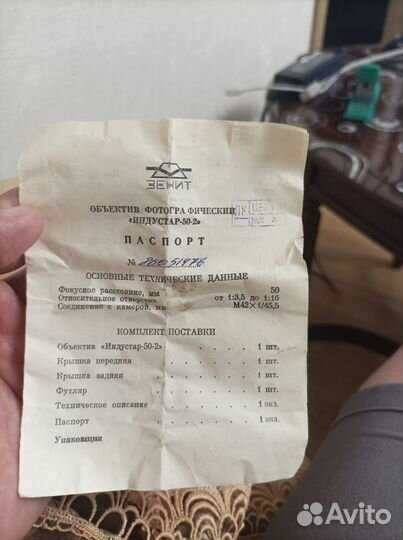 ЗЕНИТ
ОБЪЕКТИВ ФОТОГРАФИЧЕСКИЙ
«ИНДУСТАР-50-2»
ПАСПОРТ
№ 86051476
ОСНОВНЫЕ ТЕХНИЧЕСКИЕ ДАННЫЕ
Фокусное расстояние, мм 50
Относительное отверстие от 1:3,5 до 1:16
Соединение с камерой, мм М42×1/45,5
КОМПЛЕКТ ПОСТАВКИ
Объектив «Индустар-50-2» . . . . 1 шт.
Крышка передняя . . . . . 1 шт.
Крышка задняя . . . . . 1 шт.
Футляр . . . . . 1 шт.
Техническое описание . . . . 1 экз.
Паспорт . . . . . 1 экз.
Упаковщик
Avito